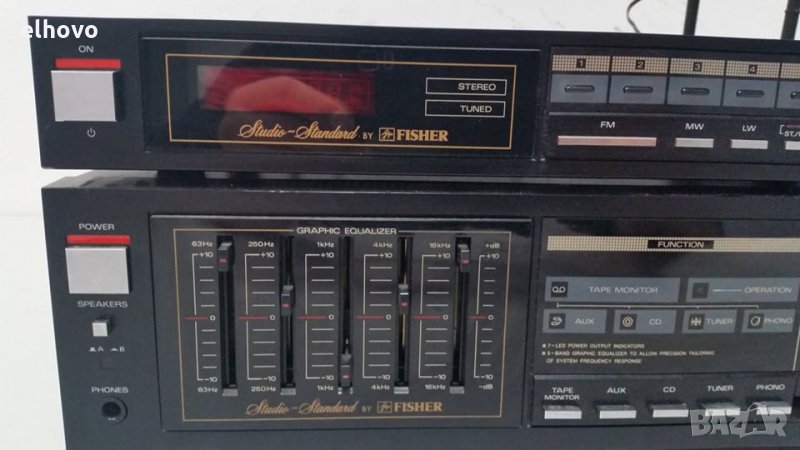 elhovo
ON
STEREO
TUNED
Studio-Standard BY FISHER
1 2 3 4
FM MW LW
POWER
SPEAKERS
A B
PHONES
GRAPHIC EQUALIZER
63Hz 250Hz 1kHz 4kHz 16kHz +dB
+10 +10 +10 +10 +10 +10
0 0 0 0 0 0
-10 -10 -10 -10 -10 -10
63Hz 250Hz 1kHz 4kHz 16kHz -dB
Studio-Standard BY FISHER
FUNCTION
TAPE MONITOR OPERATION
AUX CD TUNER PHONO
7-LED POWER OUTPUT INDICATORS
5-BAND GRAPHIC EQUALIZER TO ALLOW PRECISION TAILORING
OF SYSTEM FREQUENCY RESPONSE
TAPE MONITOR AUX CD TUNER PHONO
BAZAR